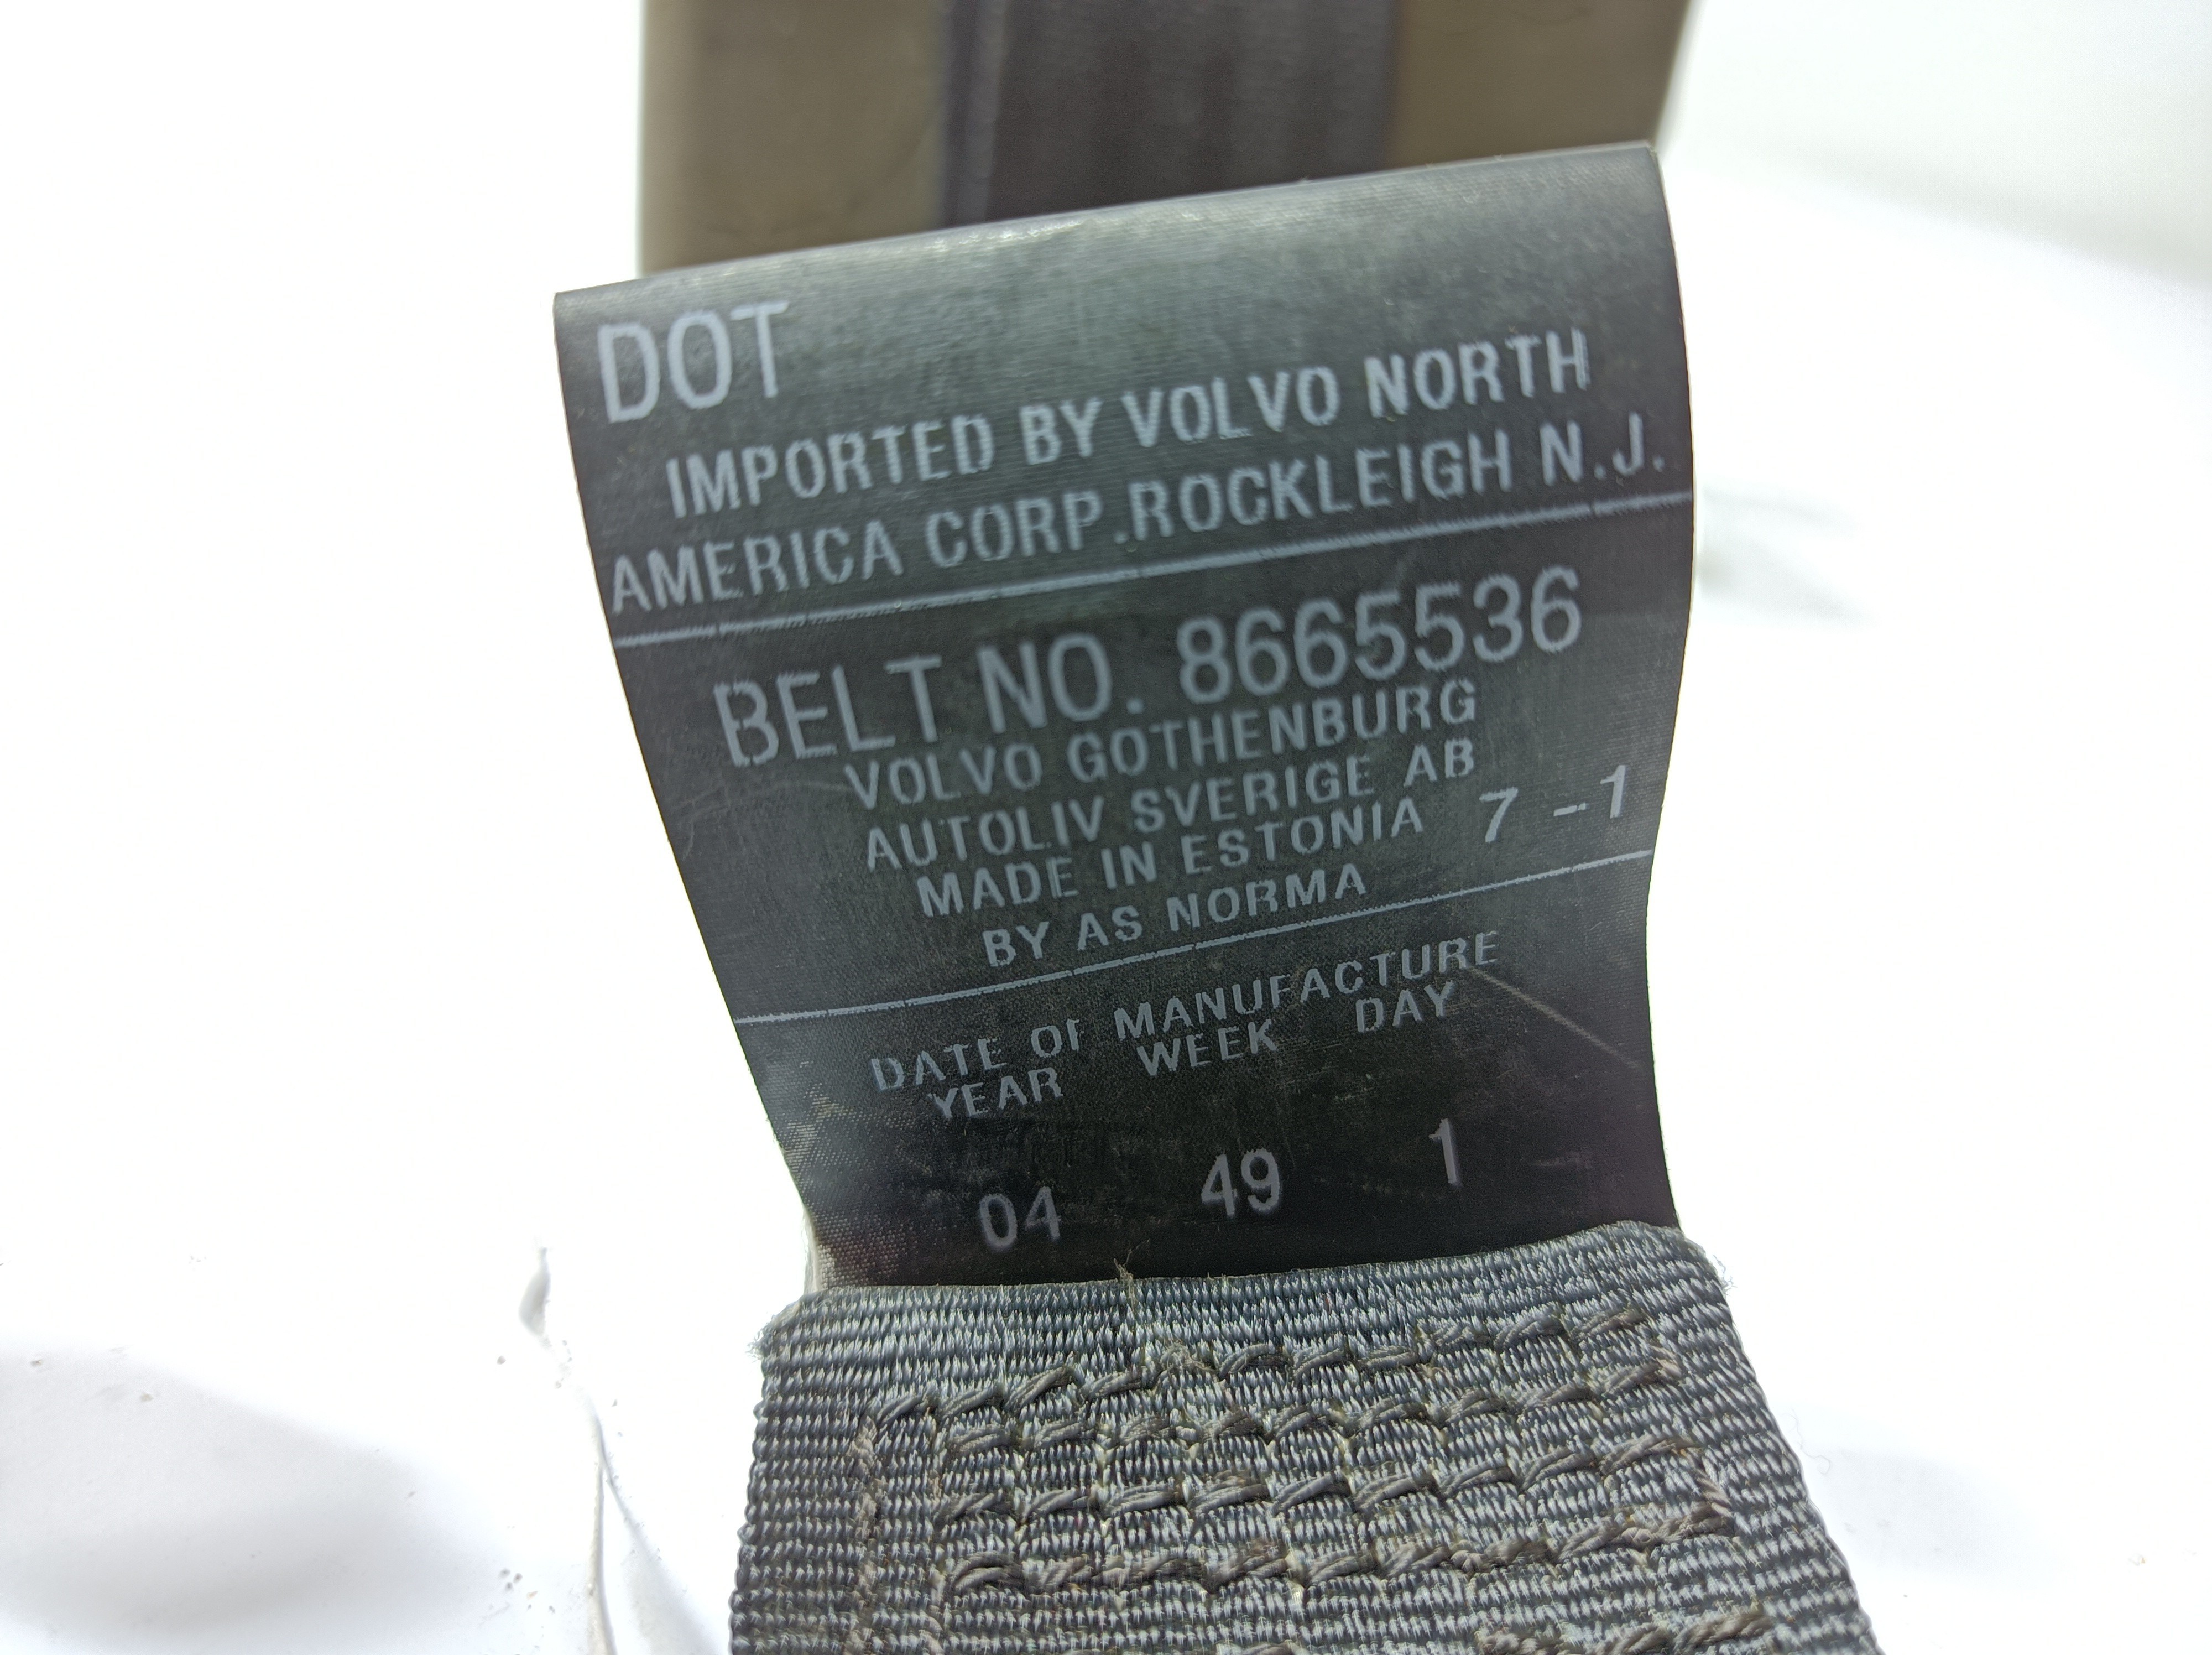 DOT
IMPORTED BY VOLVO NORTH
AMERICA CORP.ROCKLEIGH N.J.
BELT NO. 8665536
VOLVO GOTHENBURG
AUTOLIV SVERIGE AB
MADE IN ESTONIA 7 -1
BY AS NORMA
DATE OF MANUFACTURE
YEAR WEEK DAY
04 49 1